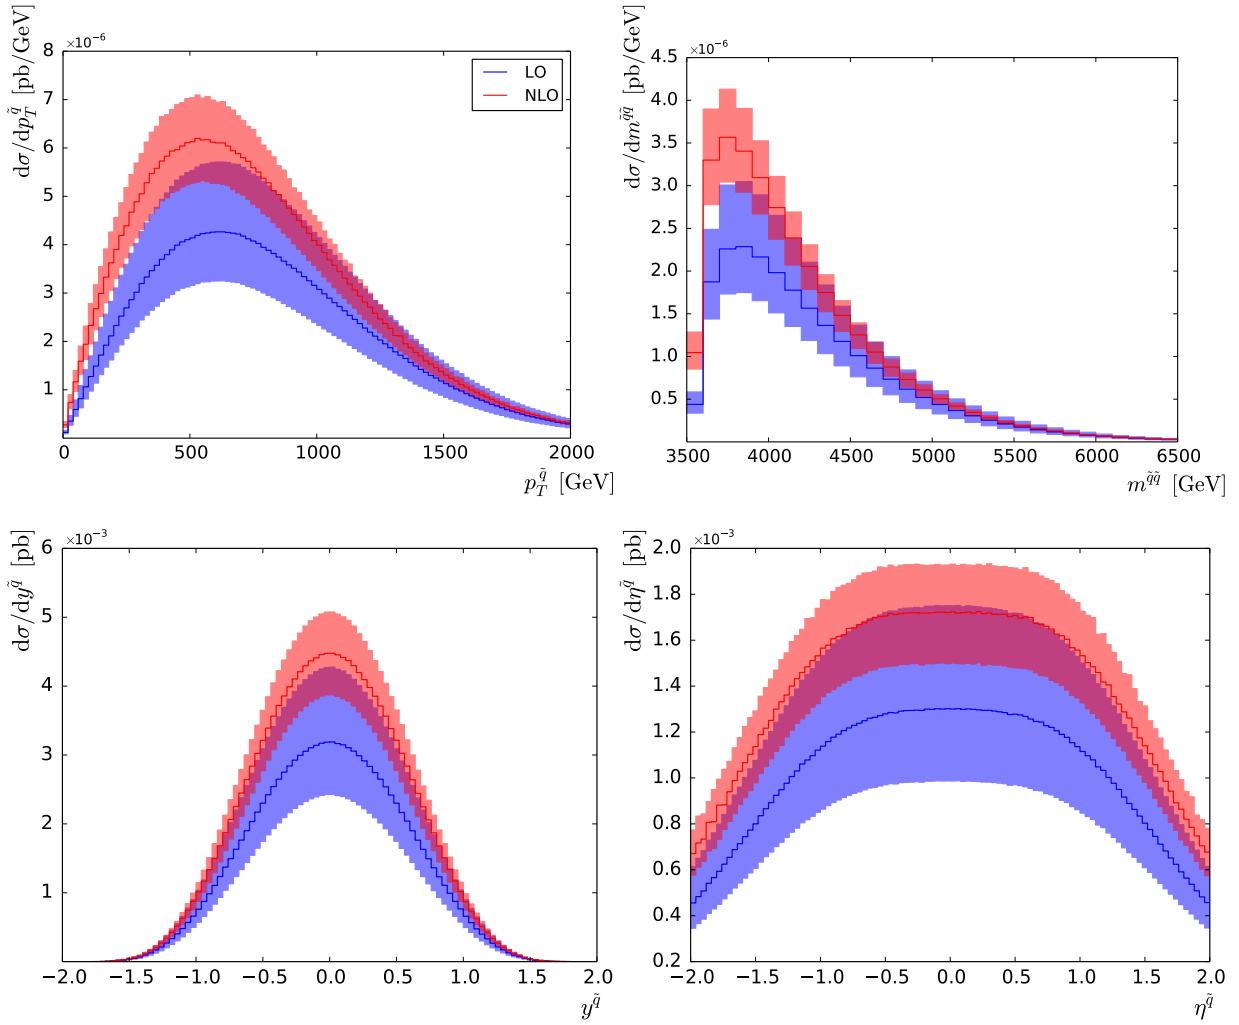 dσ/dp_T^q̃ [pb/GeV]
×10⁻⁶
8
7
6
5
4
3
2
1
LO
NLO
0 500 1000 1500 2000
p_T^q̃ [GeV]
dσ/dm^q̃q̃ [pb/GeV]
×10⁻⁶
4.5
4.0
3.5
3.0
2.5
2.0
1.5
1.0
0.5
3500 4000 4500 5000 5500 6000 6500
m^q̃q̃ [GeV]
dσ/dy^q̃ [pb]
×10⁻³
6
5
4
3
2
1
−2.0 −1.5 −1.0 −0.5 0.0 0.5 1.0 1.5 2.0
y^q̃
dσ/dη^q̃ [pb]
×10⁻³
2.0
1.8
1.6
1.4
1.2
1.0
0.8
0.6
0.4
0.2
−2.0 −1.5 −1.0 −0.5 0.0 0.5 1.0 1.5 2.0
η^q̃